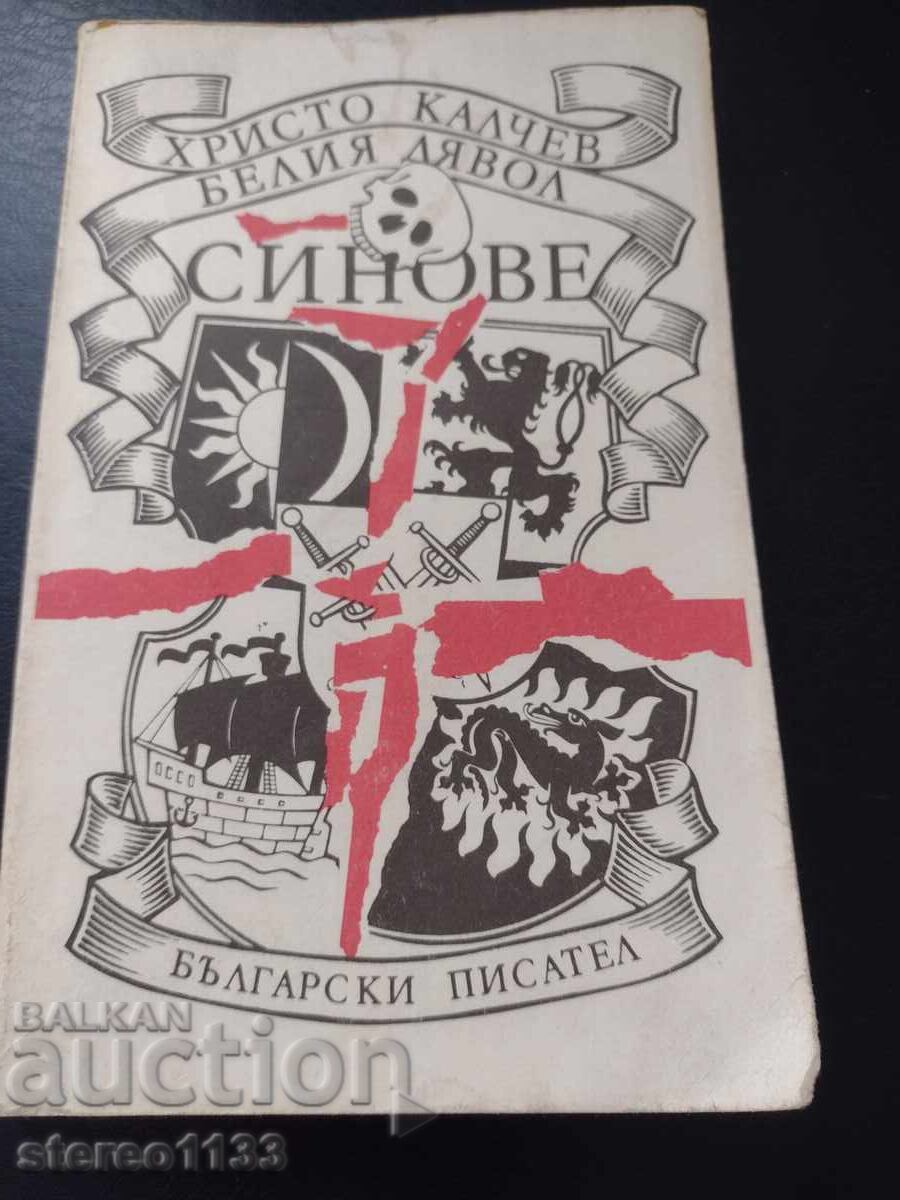 ХРИСТО КАЛЧЕВ
БЕЛИЯ ДЯВОЛ
СИНОВЕ
БЪЛГАРСКИ ПИСАТЕЛ
BALKAN
auction
stereo1133